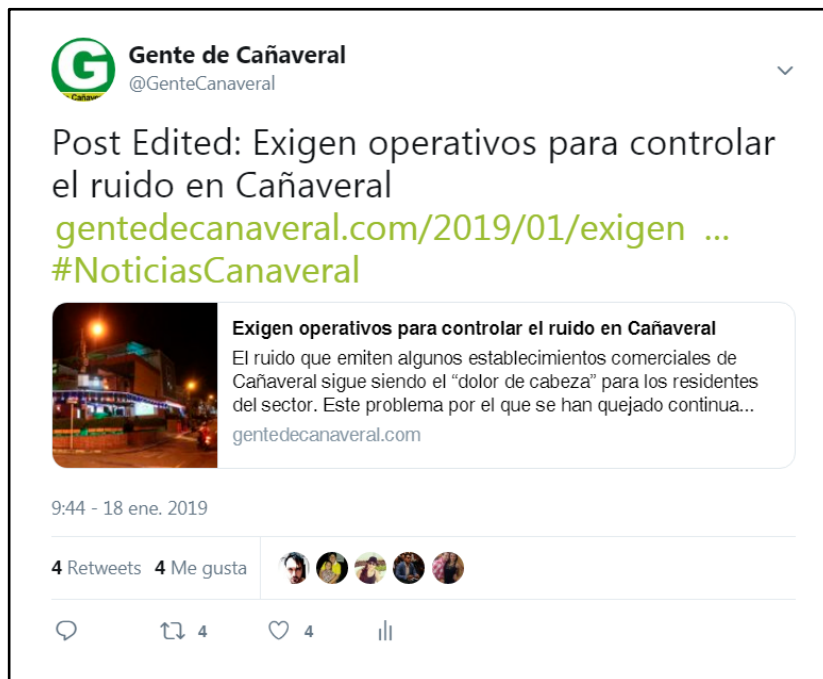 G
Cañaver
Gente de Cañaveral
@GenteCanaveral
Post Edited: Exigen operativos para controlar
el ruido en Cañaveral
gentedecanaveral.com/2019/01/exigen ...
#NoticiasCanaveral
Exigen operativos para controlar el ruido en Cañaveral
El ruido que emiten algunos establecimientos comerciales de
Cañaveral sigue siendo el “dolor de cabeza” para los residentes
del sector. Este problema por el que se han quejado continua...
gentedecanaveral.com
9:44 - 18 ene. 2019
4 Retweets 4 Me gusta
4 4